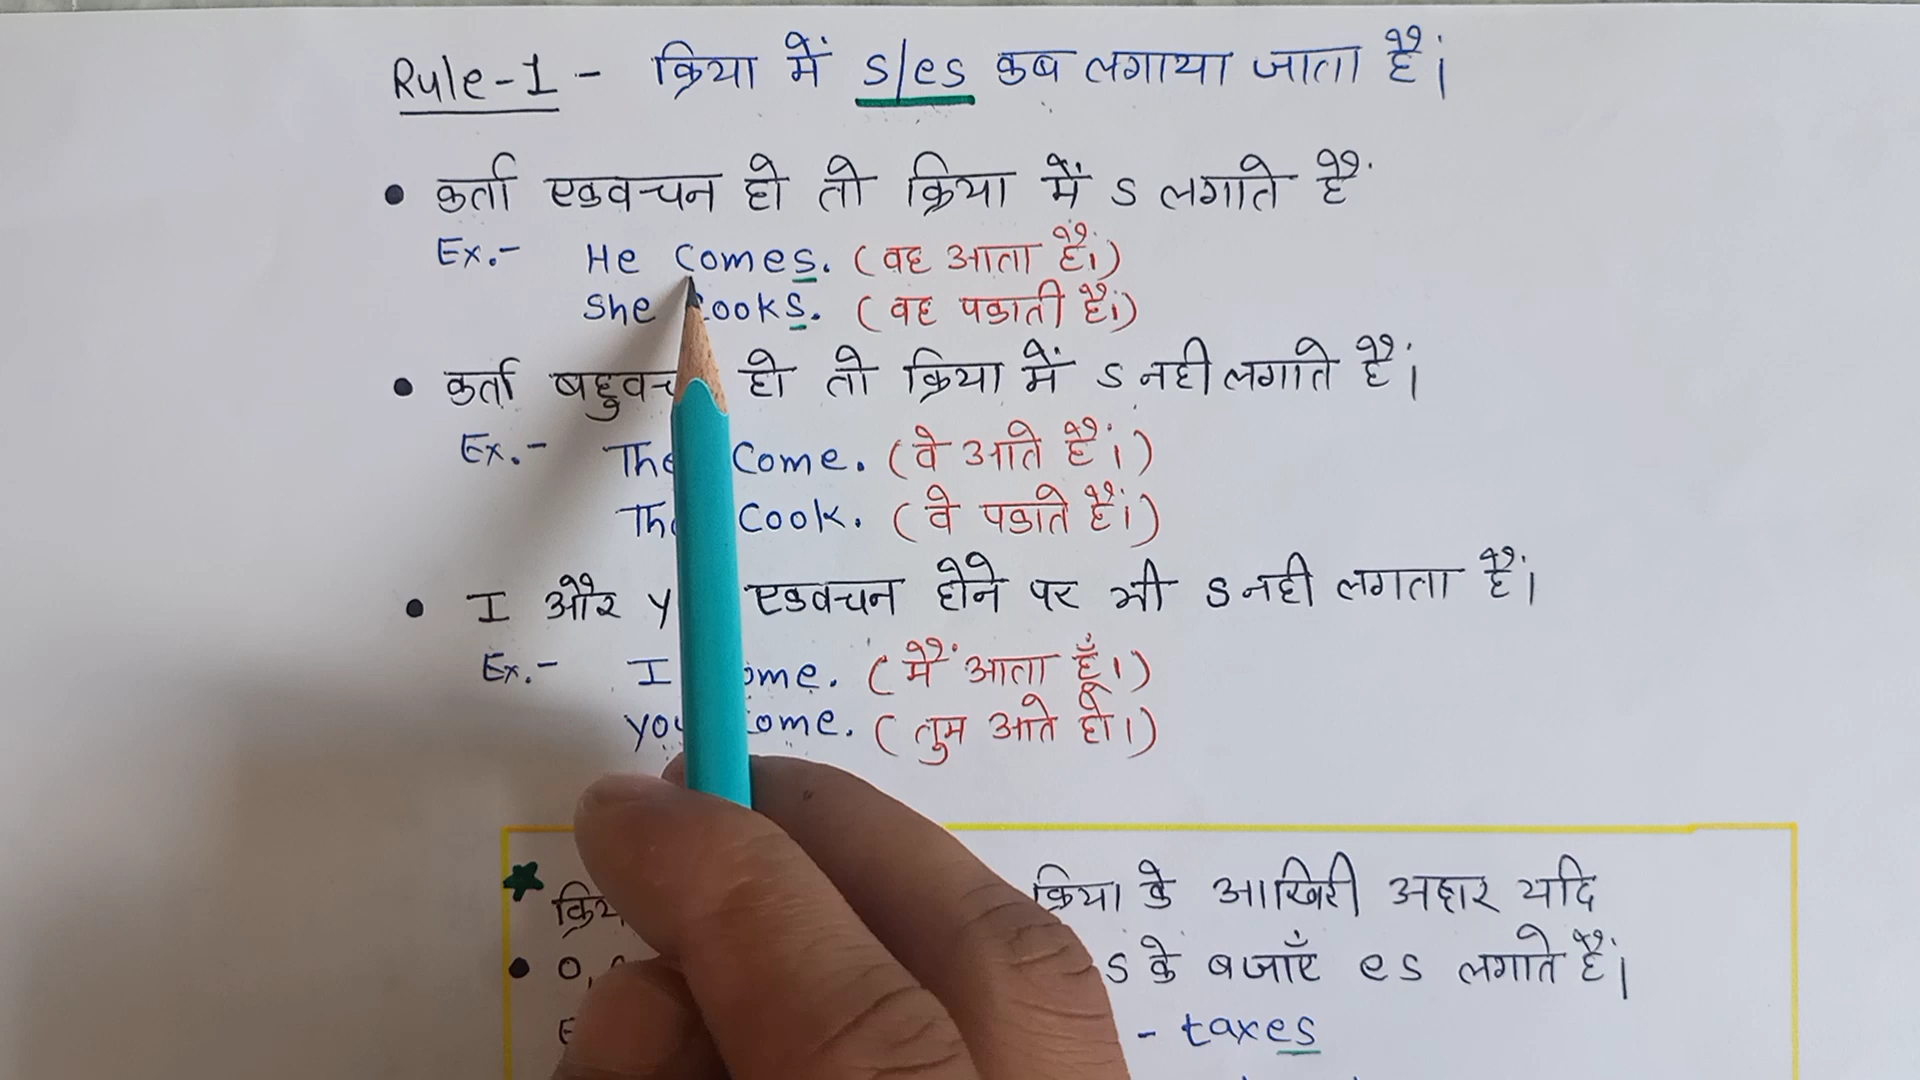 Rule-1 - क्रिया में s/es कब लगाया जाता है।
• कर्ता एकवचन हो तो क्रिया में s लगाते है
Ex.- He Comes. (वह आता है।)
She Cooks. (वह पकाती है।)
• कर्ता हो तो क्रिया में s नही लगाते है।
Ex.- Come. (वे आते है।)
Cook. (वे पकाते है।)
• I और एकवचन होने पर भी s नही लगता है।
Ex.- I (मैं आता हूँ।)
(तुम आते हो।)
क्रिया के आखिरी अक्षर यदि
• o, s के बजाएँ es लगाते है।
- taxes